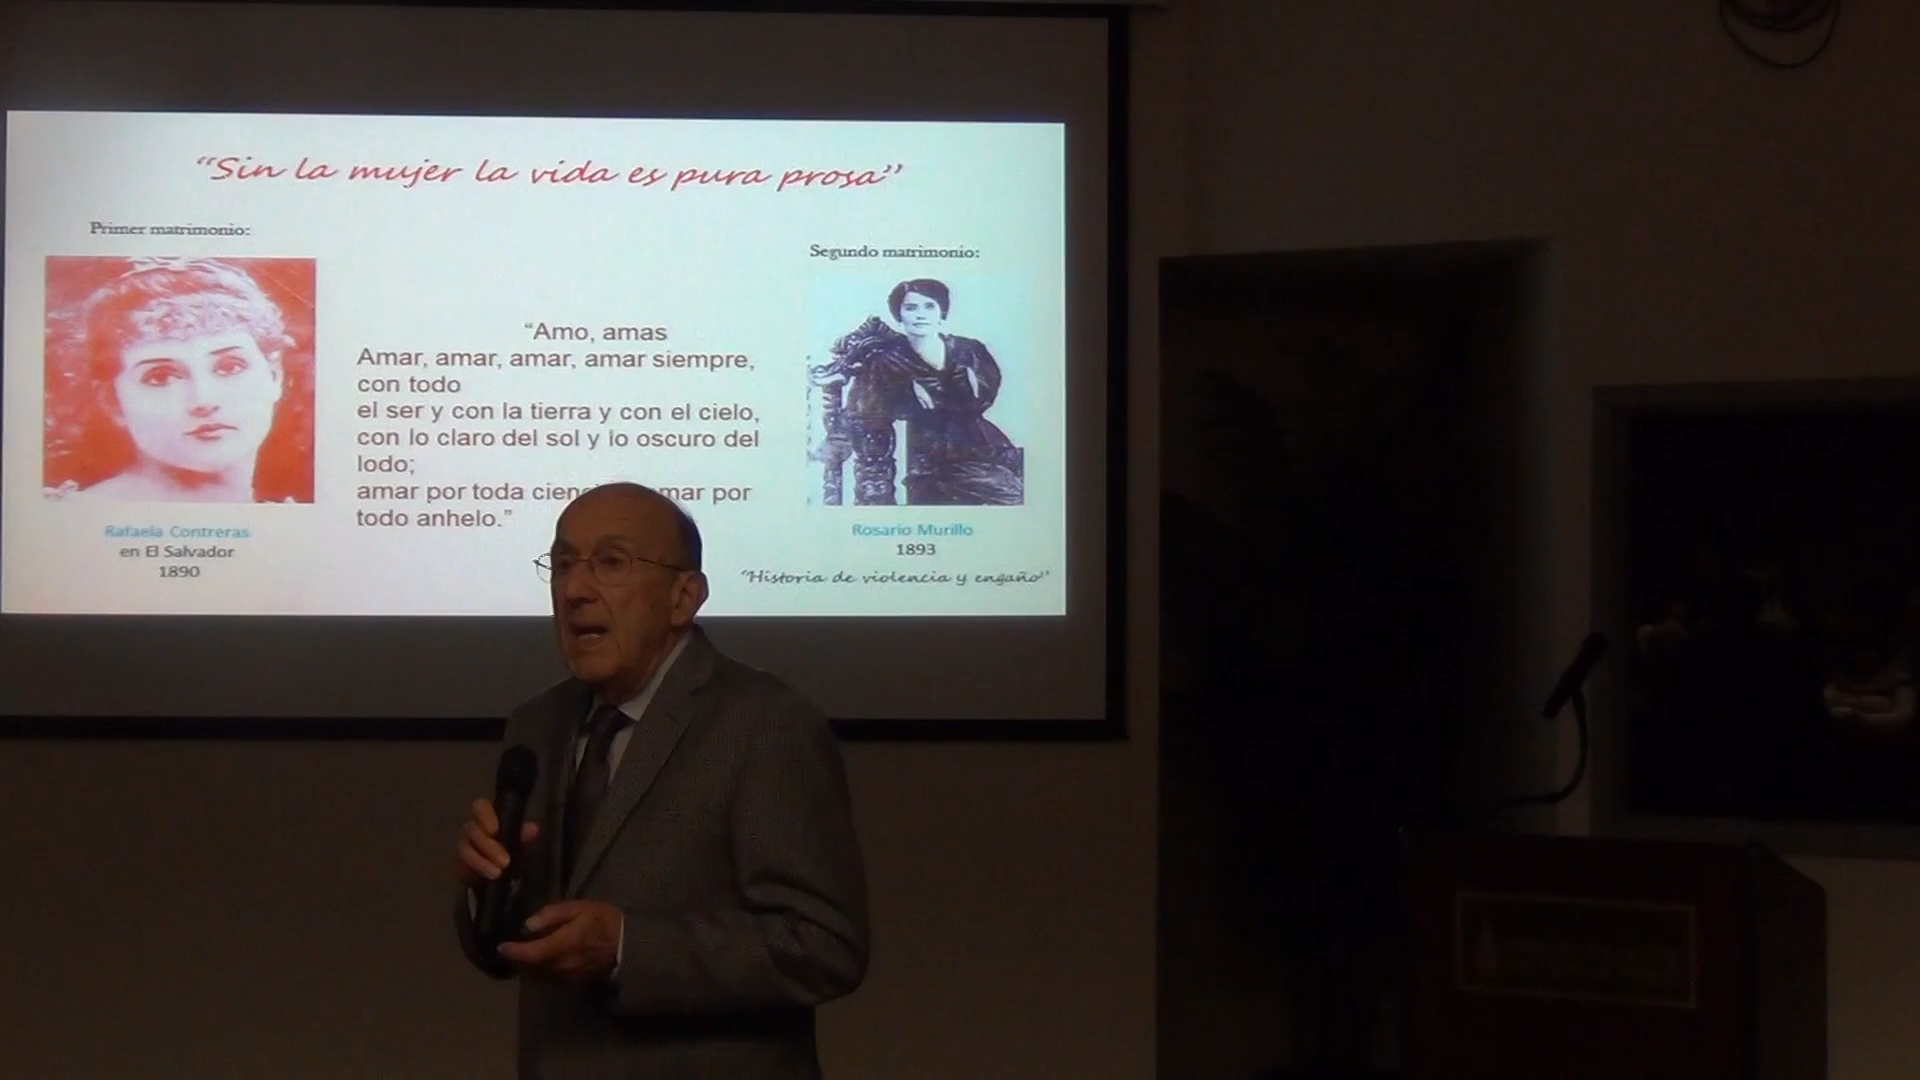 “Sin la mujer la vida es pura prosa”
Primer matrimonio:
Rafaela Contreras
en El Salvador
1890
“Amo, amas
Amar, amar, amar, amar siempre,
con todo
el ser y con la tierra y con el cielo,
con lo claro del sol y lo oscuro del
lodo;
amar por toda por
todo anhelo.”
Segundo matrimonio:
Rosario Murillo
1893
“Historia de violencia y engaño”